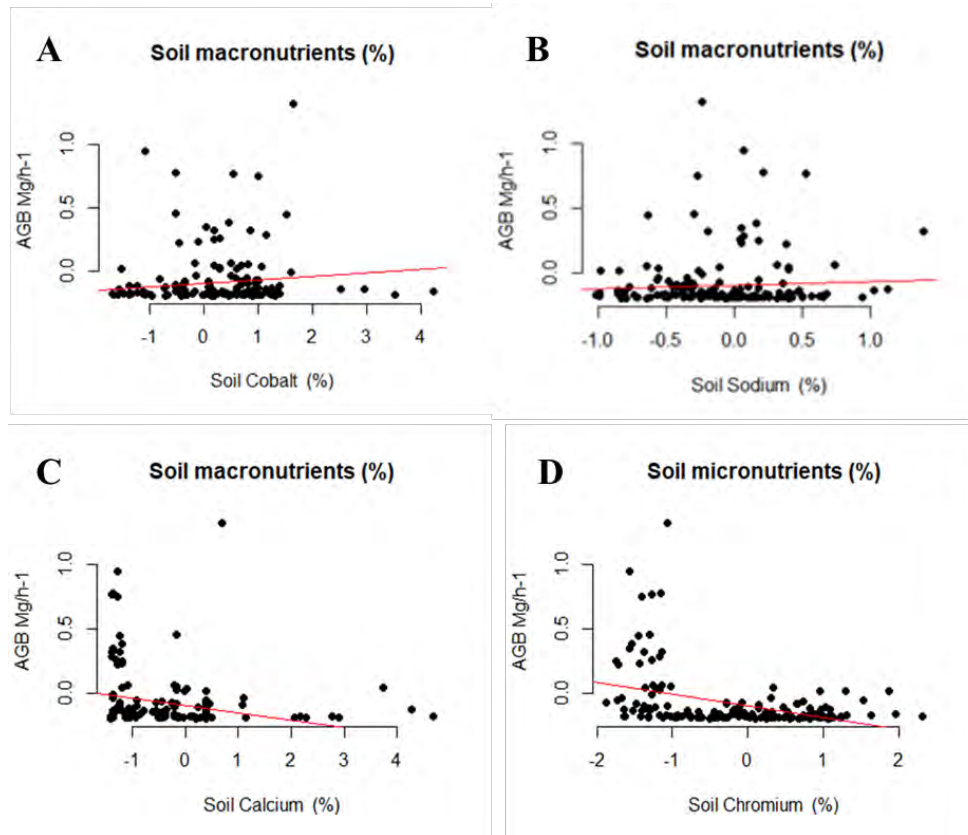 A
Soil macronutrients (%)
AGB Mg/h-1
1.0
0.5
0.0
-1 0 1 2 3 4
Soil Cobalt (%)
B
Soil macronutrients (%)
AGB Mg/h-1
1.0
0.5
0.0
-1.0 -0.5 0.0 0.5 1.0
Soil Sodium (%)
C
Soil macronutrients (%)
AGB Mg/h-1
1.0
0.5
0.0
-1 0 1 2 3 4
Soil Calcium (%)
D
Soil micronutrients (%)
AGB Mg/h-1
1.0
0.5
0.0
-2 -1 0 1 2
Soil Chromium (%)